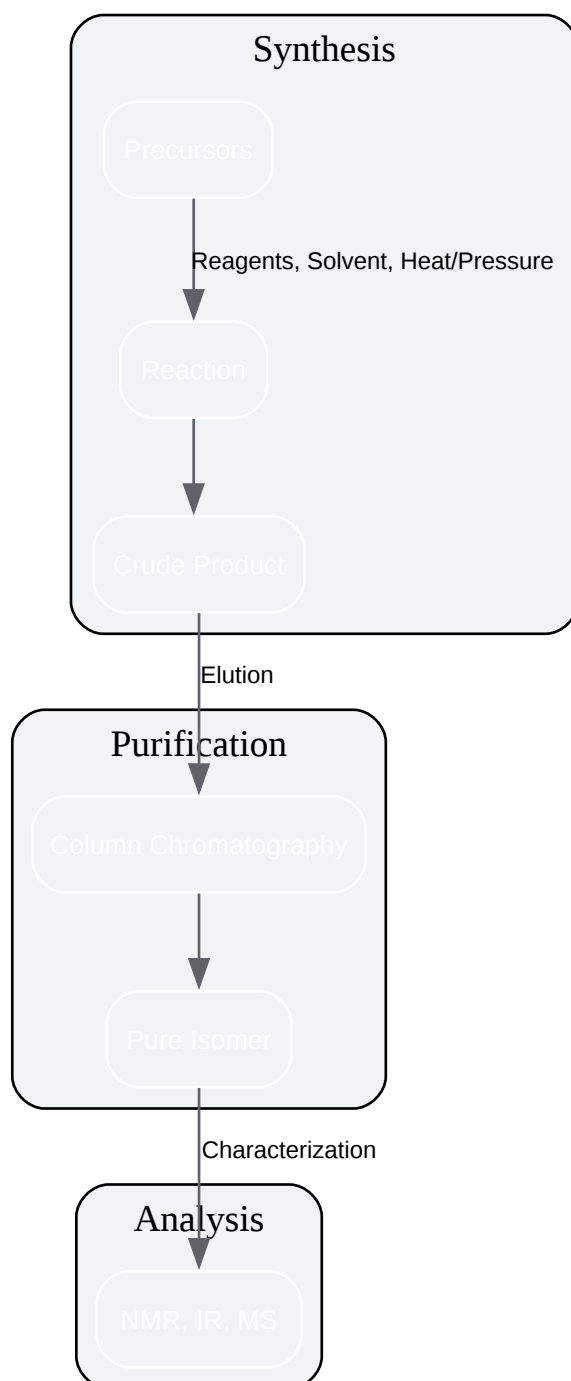 Synthesis
Precursors
Reagents, Solvent, Heat/Pressure
Reaction
Crude Product
Elution
Purification
Column Chromatography
Pure Isomer
Characterization
Analysis
NMR, IR, MS